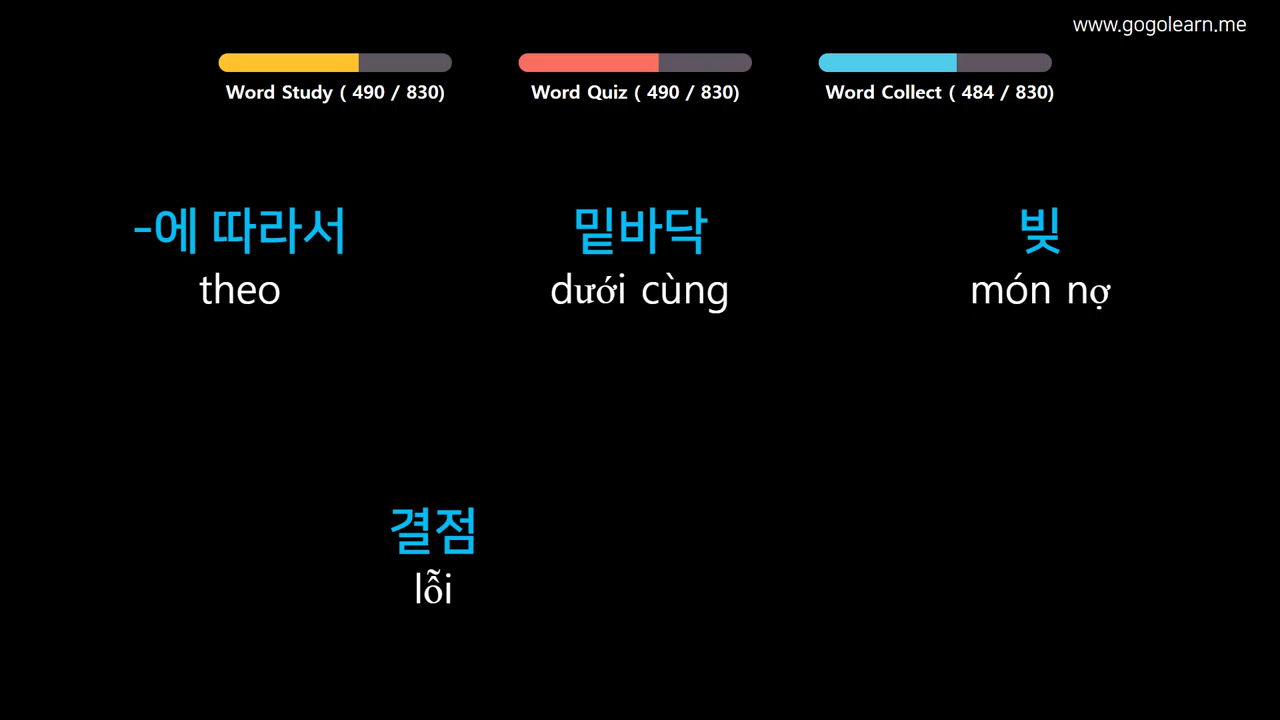 www.gogolearn.me
Word Study ( 490 / 830)
Word Quiz ( 490 / 830)
Word Collect ( 484 / 830)
-에 따라서
theo
밑바닥
dưới cùng
빚
món nợ
결점
lỗi